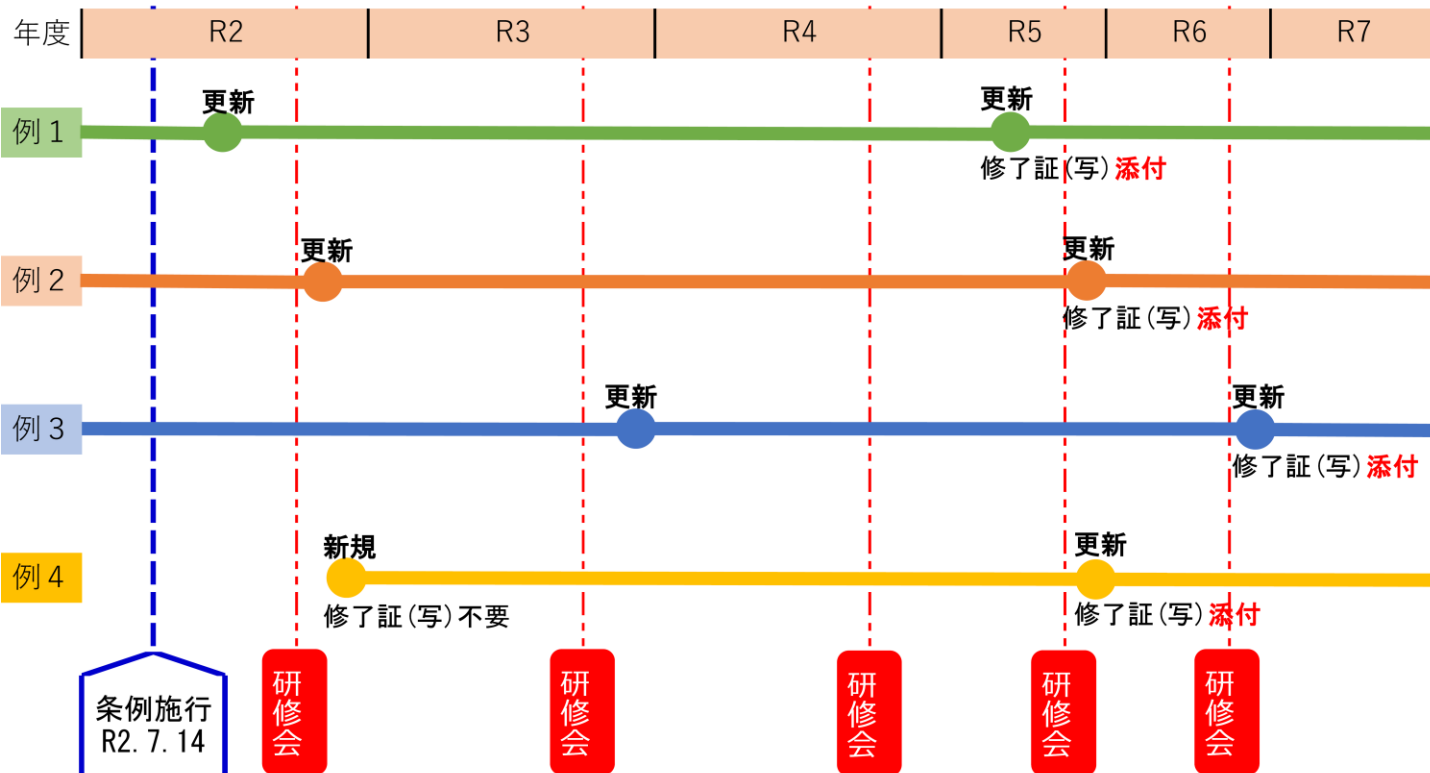 年度 R2 R3 R4 R5 R6 R7
更新 更新
例1
修了証(写)添付
更新 更新
例2
修了証(写)添付
更新 更新
例3
修了証(写)添付
新規 更新
例4
修了証(写)不要 修了証(写)添付
条例施行
R2.7.14
研修会 研修会 研修会 研修会 研修会